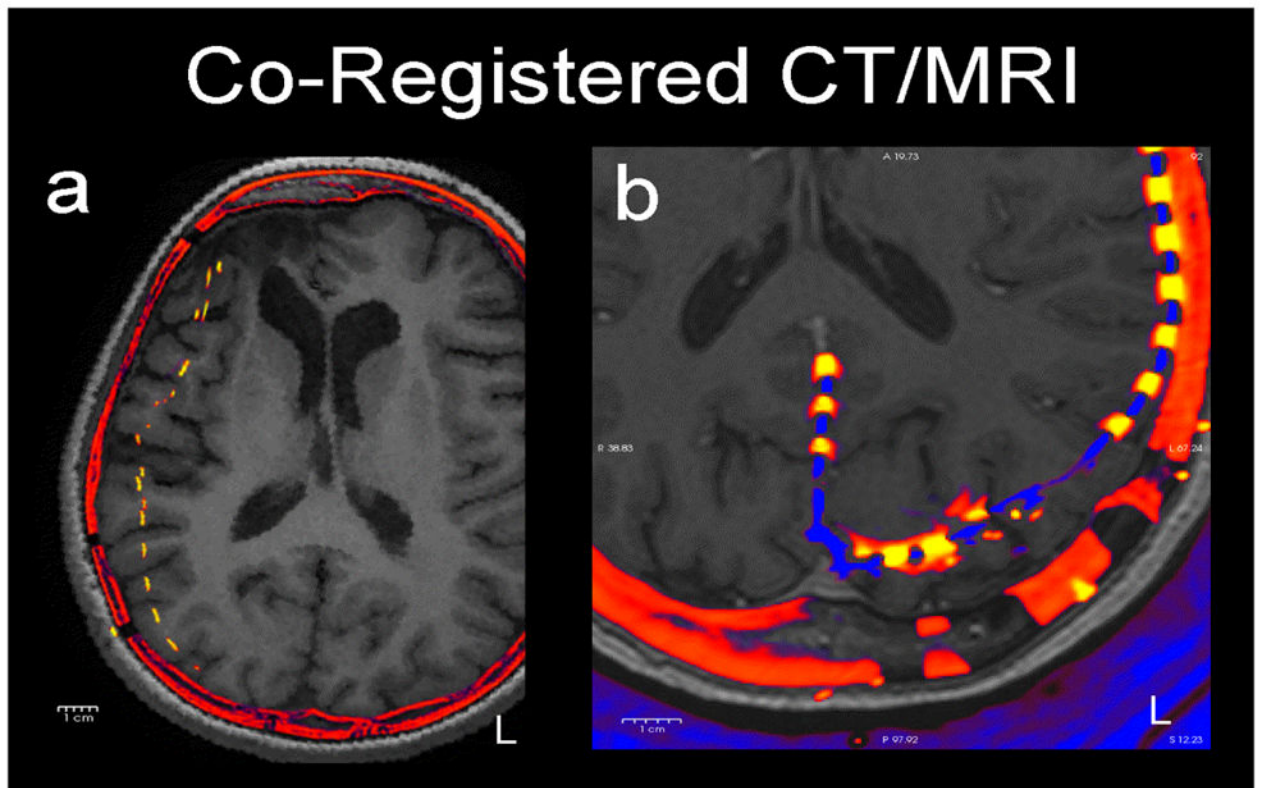 Co-Registered CT/MRI
a
b
A 19.73
92
R 38.83
L 67.24
1 cm
L
1 cm
L
P 97.92
S 12.23